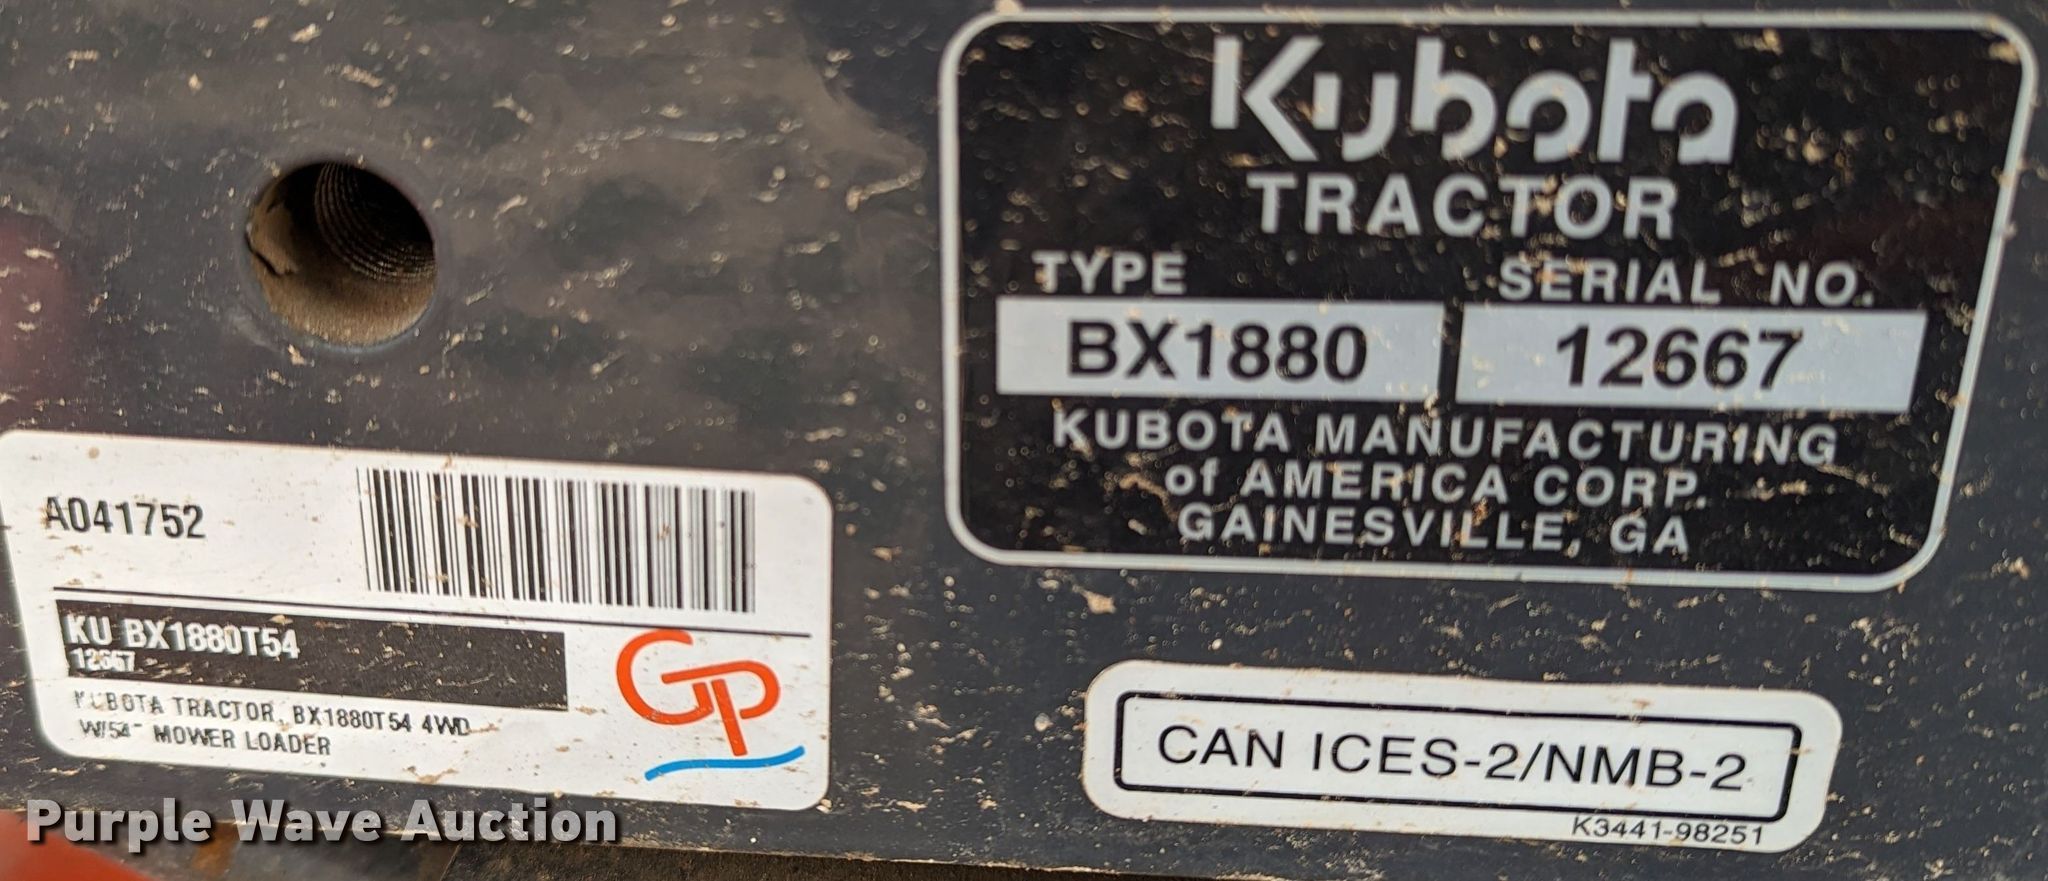 Kubota
TRACTOR
TYPE SERIAL NO.
BX1880 12667
KUBOTA MANUFACTURING
of AMERICA CORP.
GAINESVILLE, GA
A041752
KU BX1880T54
12667
KUBOTA TRACTOR, BX1880T54 4WD
W/54" MOWER LOADER
GP
CAN ICES-2/NMB-2
K3441-98251
Purple Wave Auction